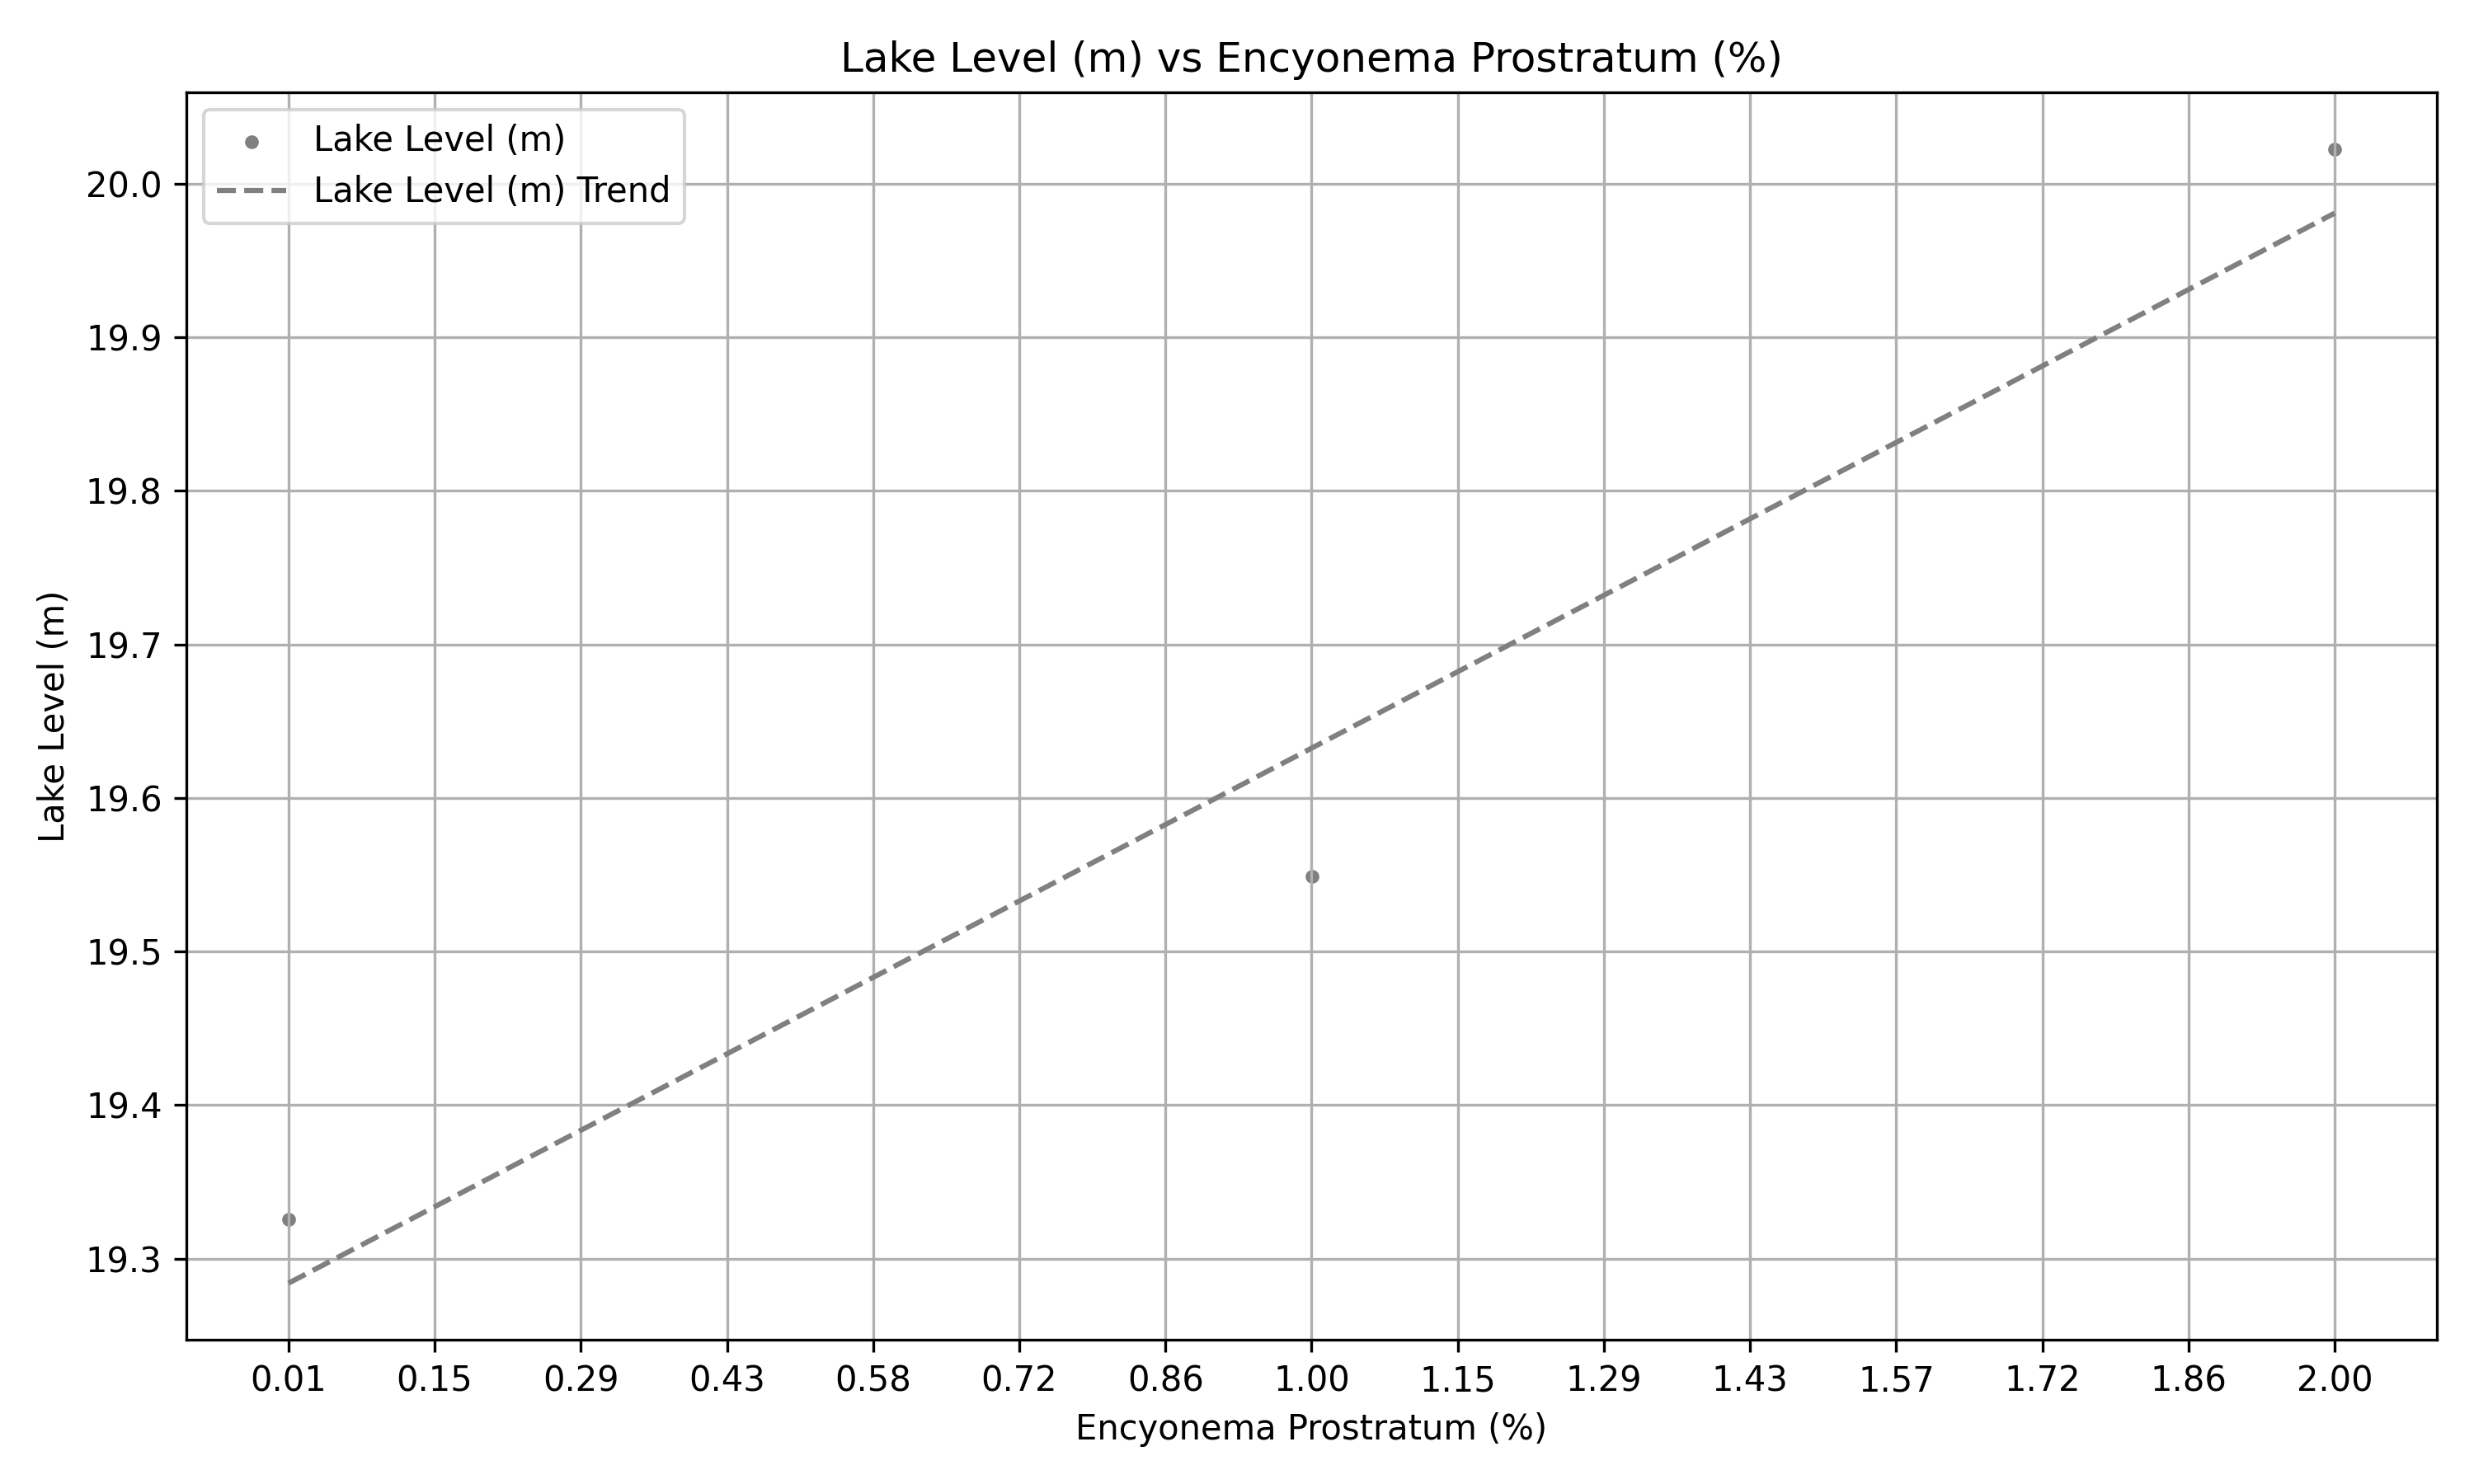 Lake Level (m) vs Encyonema Prostratum (%)
Lake Level (m)
Lake Level (m) Trend
Lake Level (m)
20.0
19.9
19.8
19.7
19.6
19.5
19.4
19.3
0.01 0.15 0.29 0.43 0.58 0.72 0.86 1.00 1.15 1.29 1.43 1.57 1.72 1.86 2.00
Encyonema Prostratum (%)